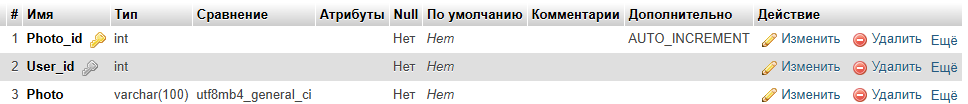 # Имя Тип Сравнение Атрибуты Null По умолчанию Комментарии Дополнительно Действие
1 Photo_id int Нет Нет AUTO_INCREMENT Изменить Удалить Ещё
2 User_id int Нет Нет Изменить Удалить Ещё
3 Photo varchar(100) utf8mb4_general_ci Нет Нет Изменить Удалить Ещё